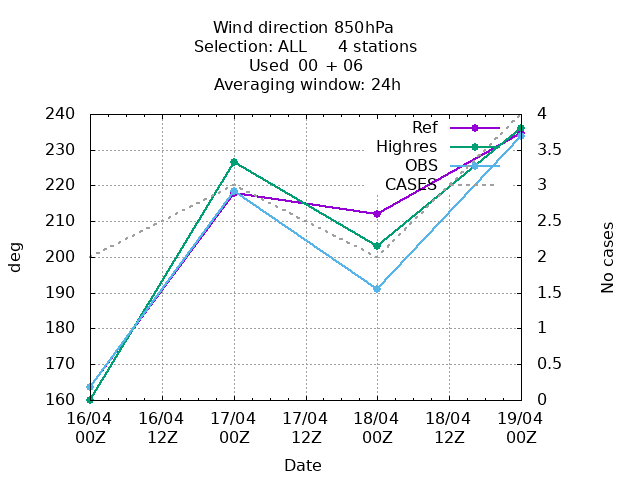 Wind direction 850hPa
Selection: ALL      4 stations
Used  00 + 06
Averaging window: 24h
240
230
220
210
200
190
180
170
160
deg
4
3.5
3
2.5
2
1.5
1
0.5
0
No cases
Ref
Highres
OBS
CASES
16/04 16/04 17/04 17/04 18/04 18/04 19/04
00Z 12Z 00Z 12Z 00Z 12Z 00Z
Date